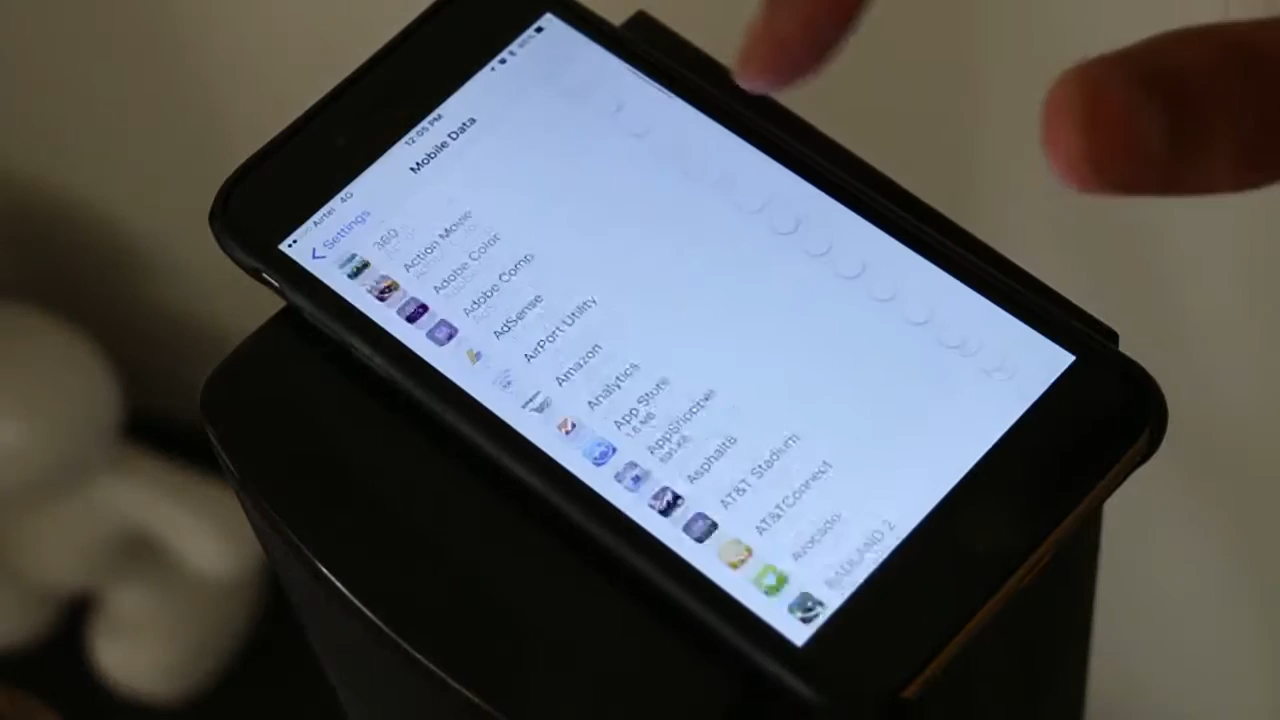 Airtel 4G 12:05 PM
Settings Mobile Data
360
Action Movie
Adobe Color
Adobe Comp
AdSense
AirPort Utility
Amazon
Analytics
App Store
1.6 MB
AppShopper
Asphalt8
AT&T Stadium
AT&TConnect
Avocado
BADLAND 2